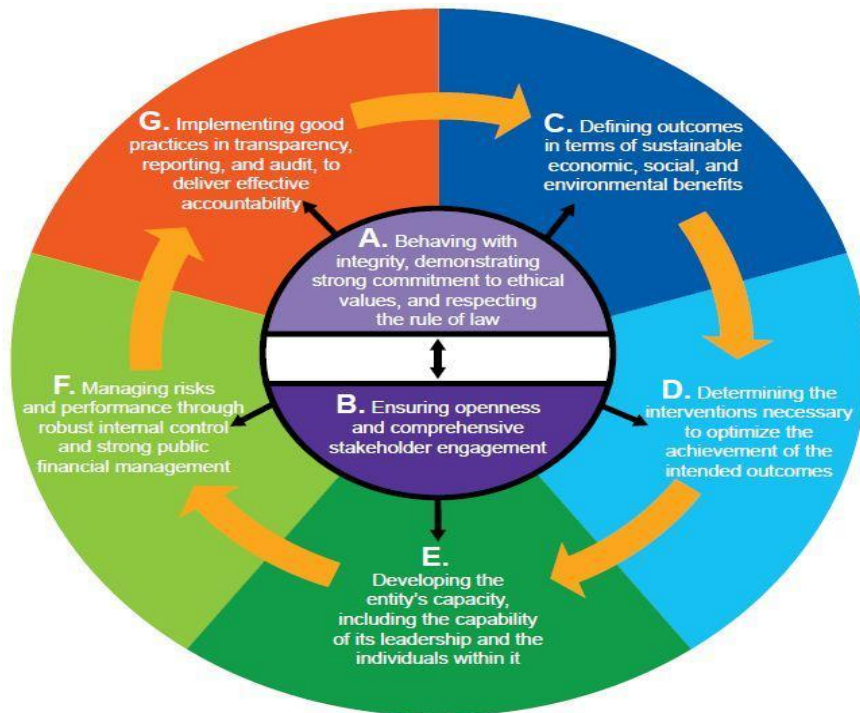 G. Implementing good
practices in transparency,
reporting, and audit, to
deliver effective
accountability
C. Defining outcomes
in terms of sustainable
economic, social, and
environmental benefits
A. Behaving with
integrity, demonstrating
strong commitment to ethical
values, and respecting
the rule of law
B. Ensuring openness
and comprehensive
stakeholder engagement
F. Managing risks
and performance through
robust internal control
and strong public
financial management
D. Determining the
interventions necessary
to optimize the
achievement of the
intended outcomes
E.
Developing the
entity's capacity,
including the capability
of its leadership and the
individuals within it